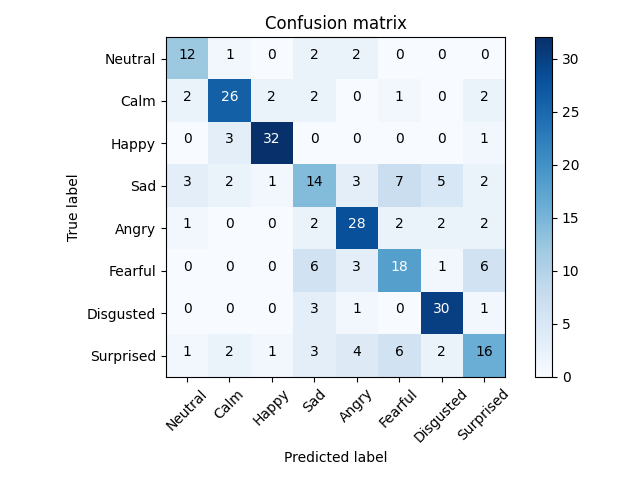 Confusion matrix
True label
Neutral 12 1 0 2 2 0 0 0
Calm 2 26 2 2 0 1 0 2
Happy 0 3 32 0 0 0 0 1
Sad 3 2 1 14 3 7 5 2
Angry 1 0 0 2 28 2 2 2
Fearful 0 0 0 6 3 18 1 6
Disgusted 0 0 0 3 1 0 30 1
Surprised 1 2 1 3 4 6 2 16
Neutral Calm Happy Sad Angry Fearful Disgusted Surprised
Predicted label
30
25
20
15
10
5
0